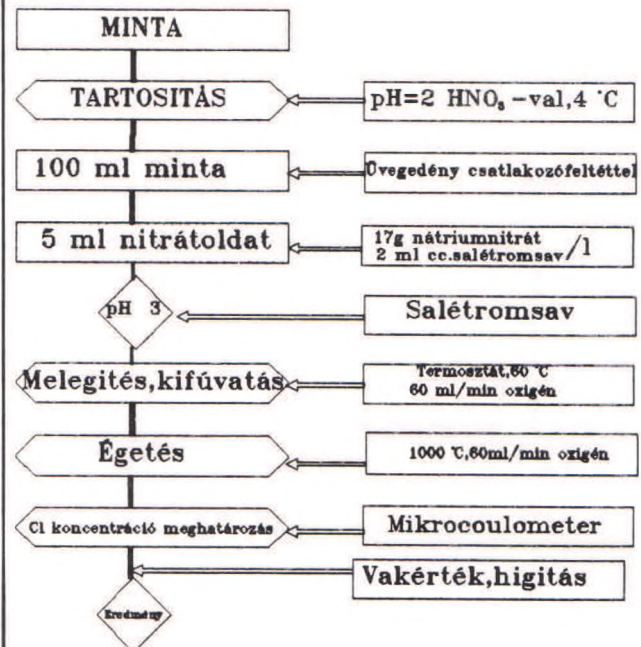 MINTA
TARTOSITÁS
pH=2 HNO₃-val,4 °C
100 ml minta
Üvegedény csatlakozófeltéttel
5 ml nitrátoldat
17g nátriumnitrát
2 ml cc.salétromsav/l
pH 3
Salétromsav
Melegités,kifúvatás
Termosztát,60 °C
60 ml/min oxigén
Égetés
1000 °C,60ml/min oxigén
Cl koncentráció meghatározás
Mikrocoulometer
Vakérték,higitás
Eredmény